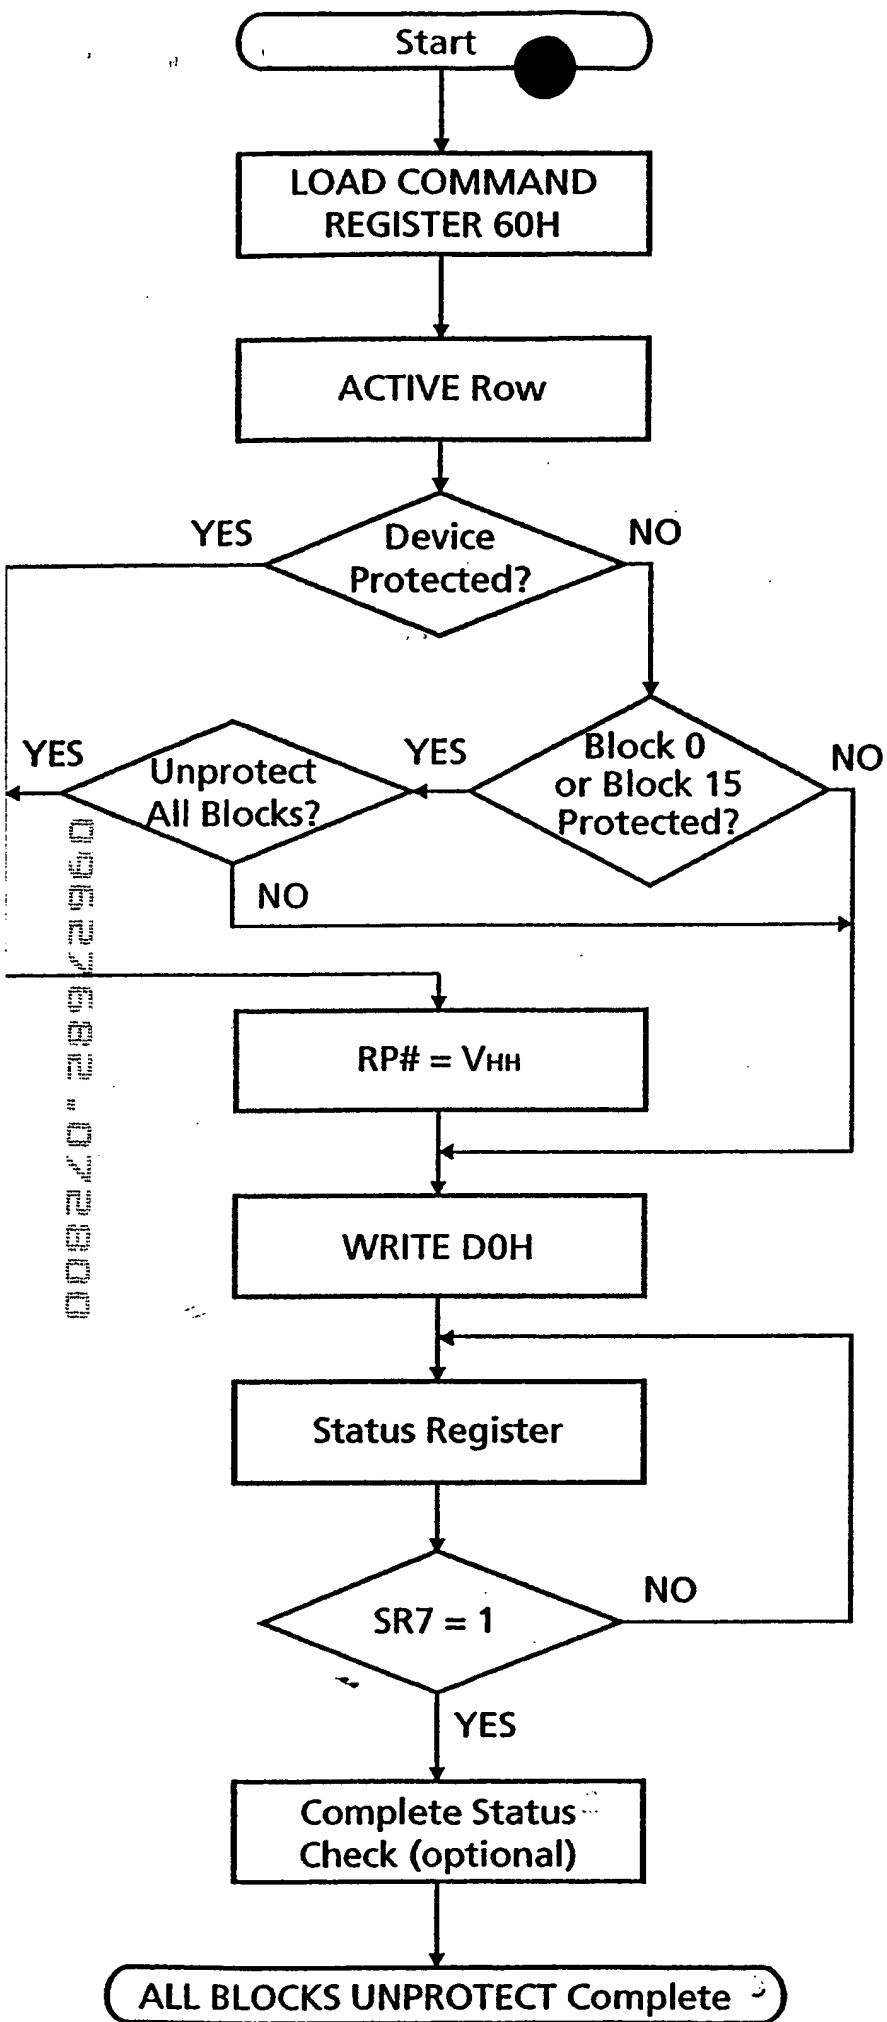 Start
LOAD COMMAND
REGISTER 60H
ACTIVE Row
YES
Device
Protected?
NO
YES
Unprotect
All Blocks?
YES
Block 0
or Block 15
Protected?
NO
NO
RP# = VHH
WRITE D0H
Status Register
SR7 = 1
NO
YES
Complete Status
Check (optional)
ALL BLOCKS UNPROTECT Complete
09627682.072800